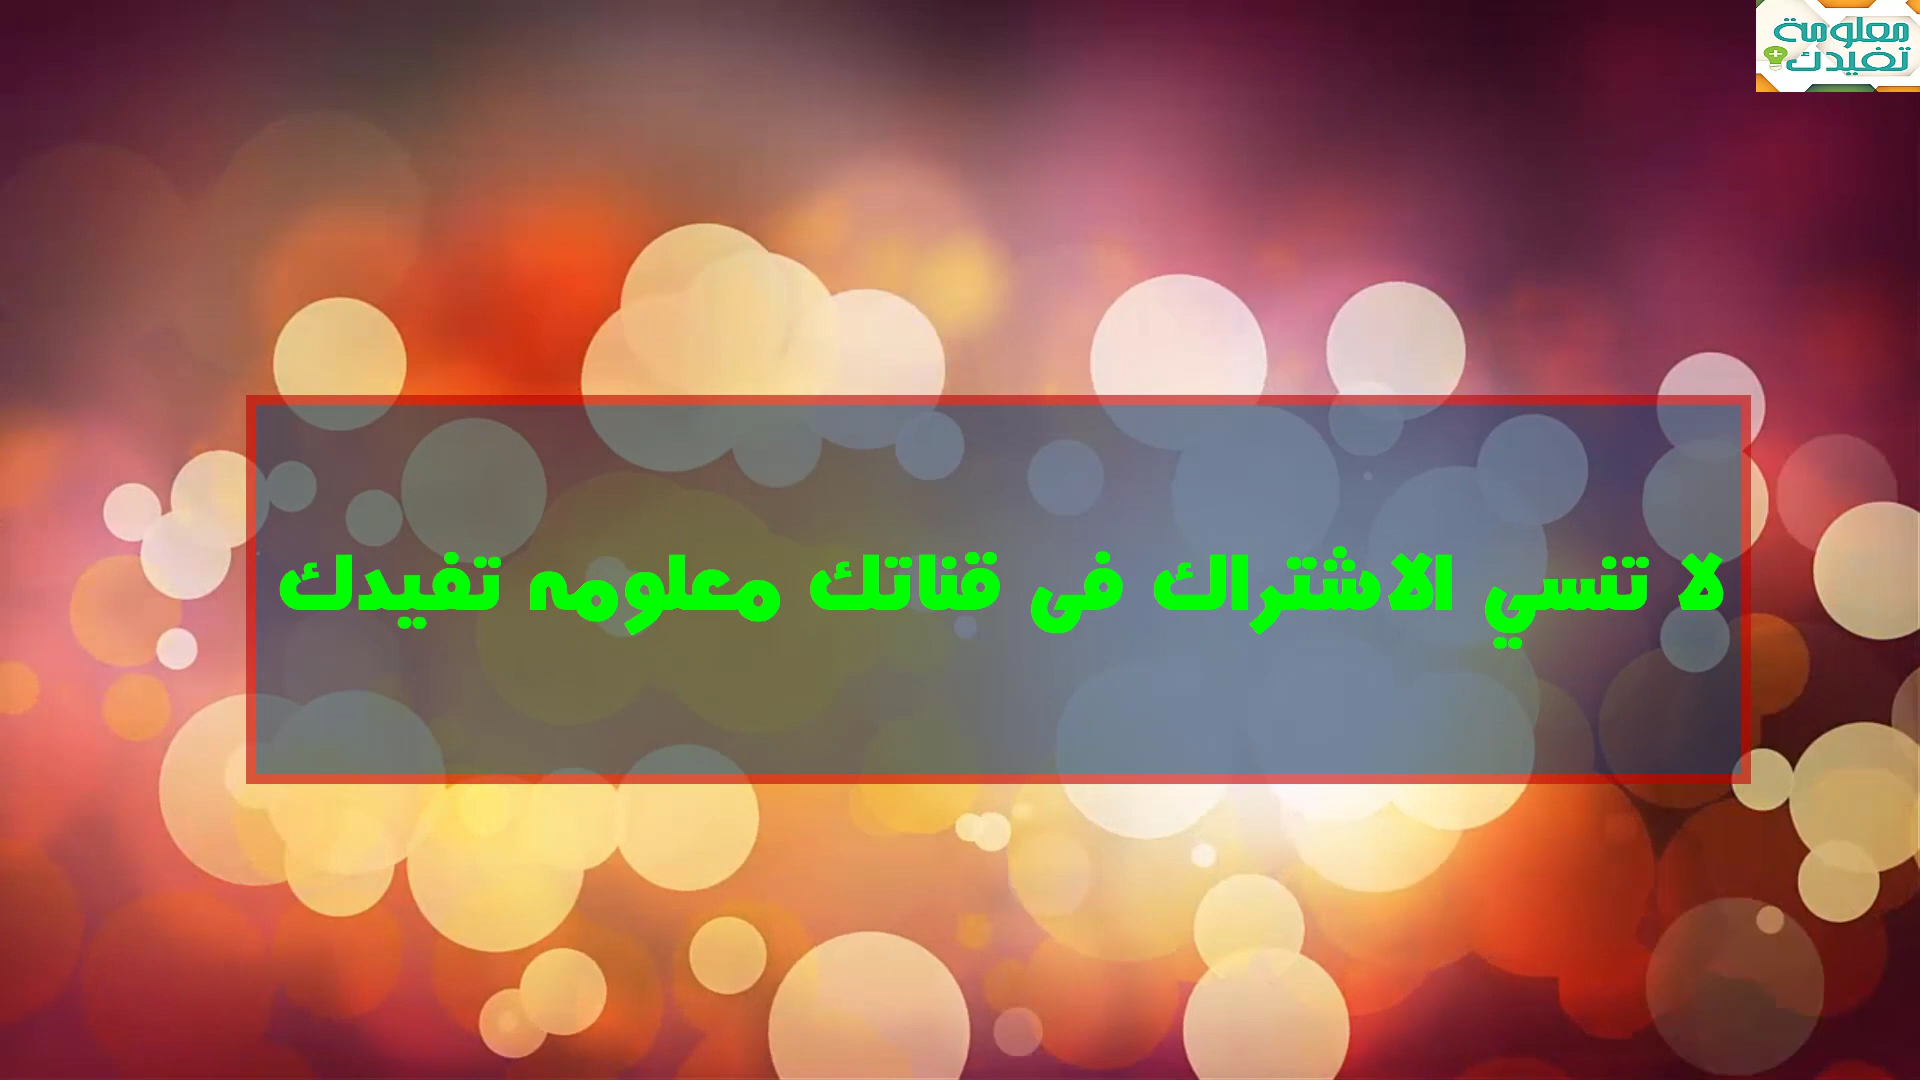 معلومة
تفيدك
لا تنسي الاشتراك فى قناتك معلومه تفيدك